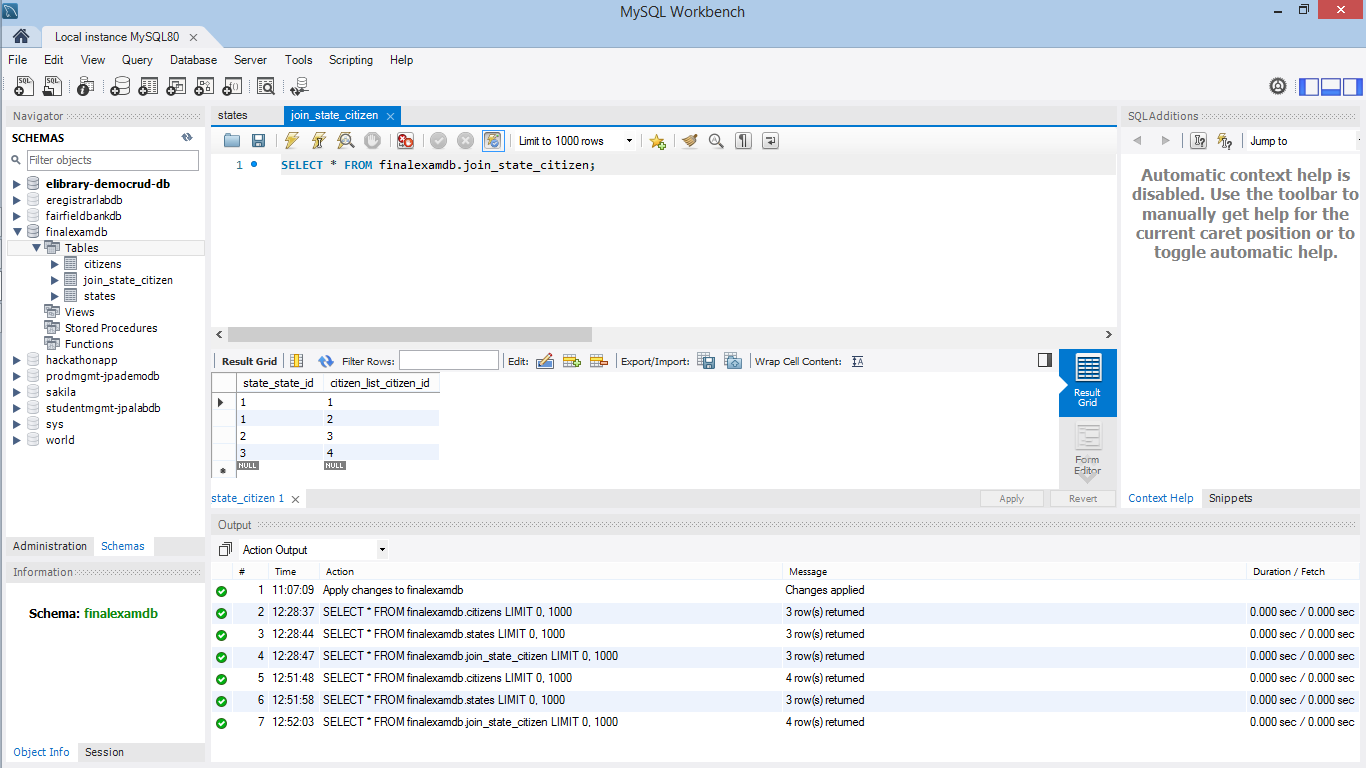 MySQL Workbench
Local instance MySQL80
File Edit View Query Database Server Tools Scripting Help
Navigator
SCHEMAS
Filter objects
elibrary-democrud-db
eregistrarlabdb
fairfieldbankdb
finalexamdb
Tables
citizens
join_state_citizen
states
Views
Stored Procedures
Functions
hackathonapp
prodmgmt-jpademodb
sakila
studentmgmt-jpalabdb
sys
world
Administration Schemas
Information
Schema: finalexamdb
Object Info Session
states join_state_citizen
Limit to 1000 rows
1 SELECT * FROM finalexamdb.join_state_citizen;
Result Grid Filter Rows: Edit: Export/Import: Wrap Cell Content:
state_state_id citizen_list_citizen_id
1 1
1 2
2 3
3 4
NULL NULL
Result Grid
Form Editor
state_citizen 1 Apply Revert
SQLAdditions
Jump to
Automatic context help is
disabled. Use the toolbar to
manually get help for the
current caret position or to
toggle automatic help.
Context Help Snippets
Output
Action Output
# Time Action Message Duration / Fetch
1 11:07:09 Apply changes to finalexamdb Changes applied
2 12:28:37 SELECT * FROM finalexamdb.citizens LIMIT 0, 1000 3 row(s) returned 0.000 sec / 0.000 sec
3 12:28:44 SELECT * FROM finalexamdb.states LIMIT 0, 1000 3 row(s) returned 0.000 sec / 0.000 sec
4 12:28:47 SELECT * FROM finalexamdb.join_state_citizen LIMIT 0, 1000 3 row(s) returned 0.000 sec / 0.000 sec
5 12:51:48 SELECT * FROM finalexamdb.citizens LIMIT 0, 1000 4 row(s) returned 0.000 sec / 0.000 sec
6 12:51:58 SELECT * FROM finalexamdb.states LIMIT 0, 1000 3 row(s) returned 0.000 sec / 0.000 sec
7 12:52:03 SELECT * FROM finalexamdb.join_state_citizen LIMIT 0, 1000 4 row(s) returned 0.000 sec / 0.000 sec